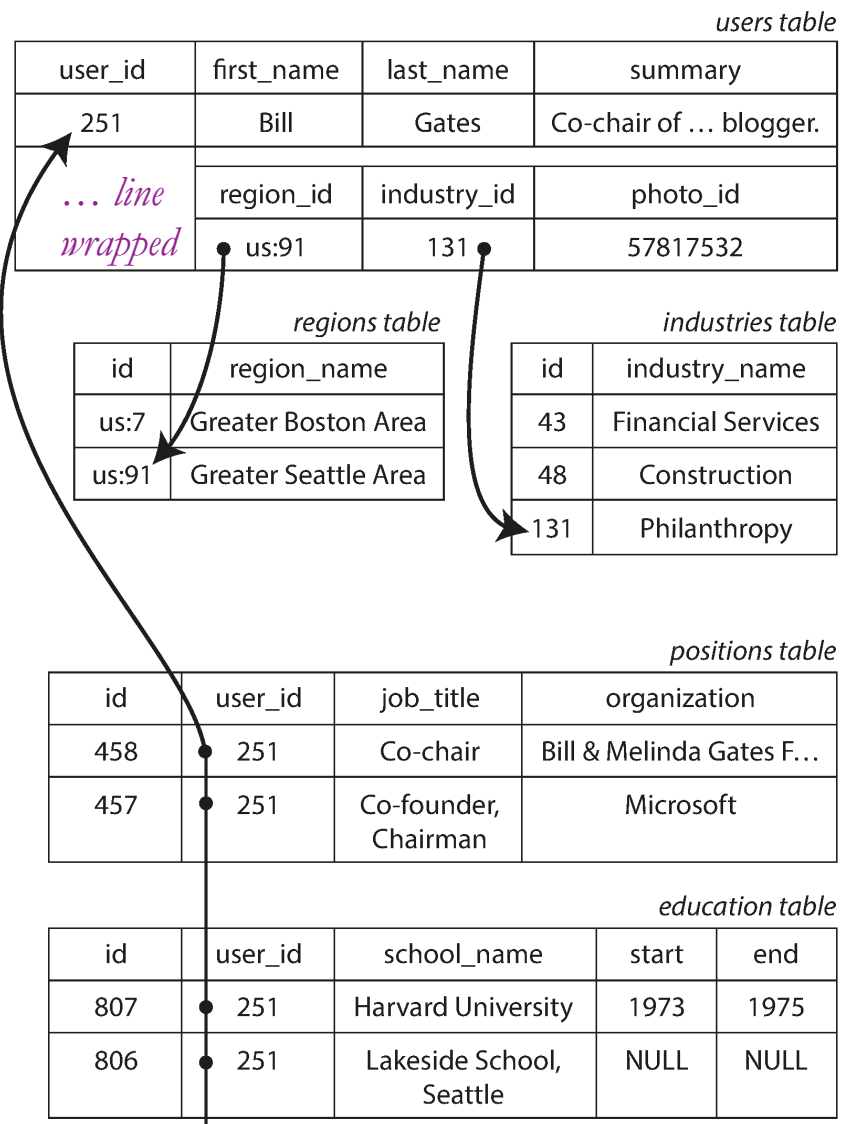 users table
user_id first_name last_name summary
251 Bill Gates Co-chair of … blogger.
… line wrapped
region_id industry_id photo_id
us:91 131 57817532
regions table
id region_name
us:7 Greater Boston Area
us:91 Greater Seattle Area
industries table
id industry_name
43 Financial Services
48 Construction
131 Philanthropy
positions table
id user_id job_title organization
458 251 Co-chair Bill & Melinda Gates F…
457 251 Co-founder, Microsoft
Chairman
education table
id user_id school_name start end
807 251 Harvard University 1973 1975
806 251 Lakeside School, NULL NULL
Seattle